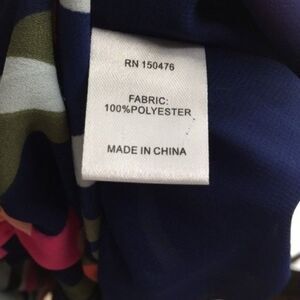 RN 150476
FABRIC:
100%POLYESTER
MADE IN CHINA